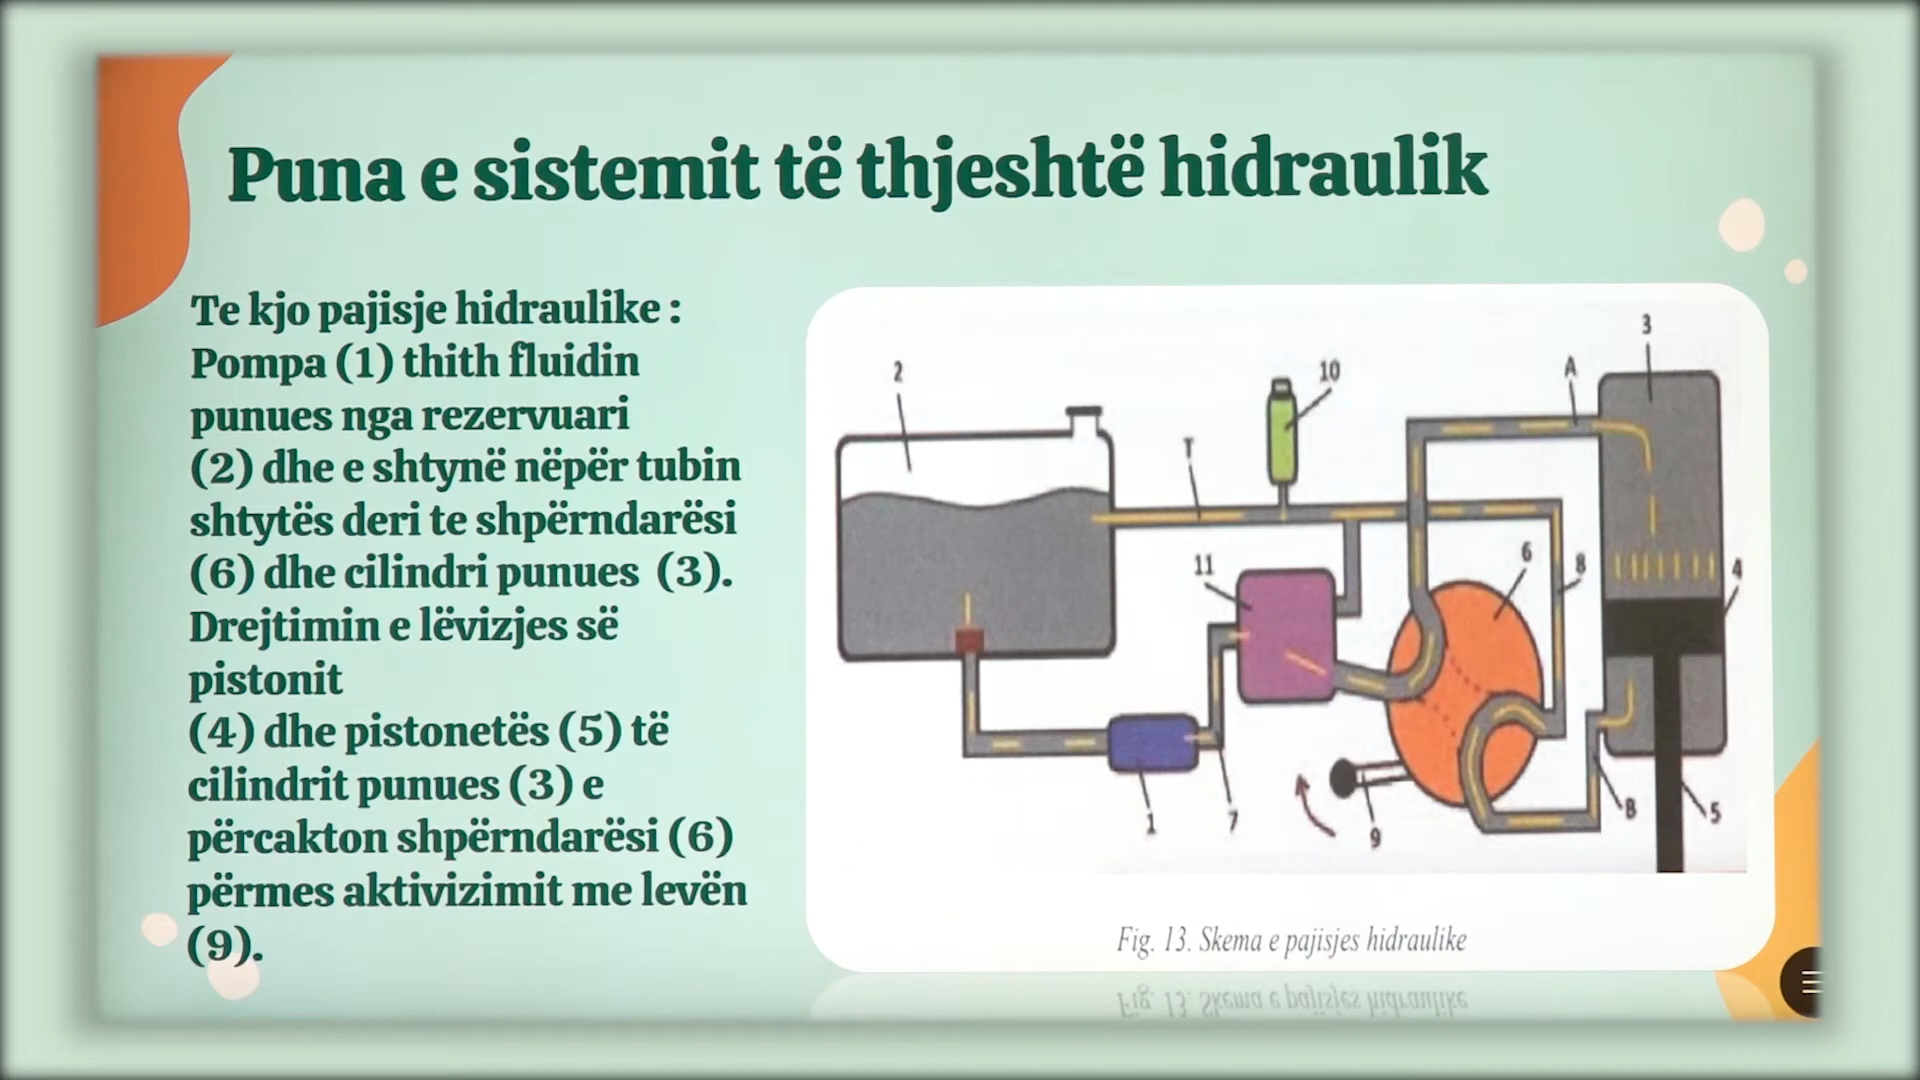 Puna e sistemit të thjeshtë hidraulik
Te kjo pajisje hidraulike :
Pompa (1) thith fluidin
punues nga rezervuari
(2) dhe e shtynë nëpër tubin
shtytës deri te shpërndarësi
(6) dhe cilindri punues (3).
Drejtimin e lëvizjes së
pistonit
(4) dhe pistonetës (5) të
cilindrit punues (3) e
përcakton shpërndarësi (6)
përmes aktivizimit me levën
(9).
3
2
10
A
T
11
6
8
4
1
7
9
B
5
Fig. 13. Skema e pajisjes hidraulike